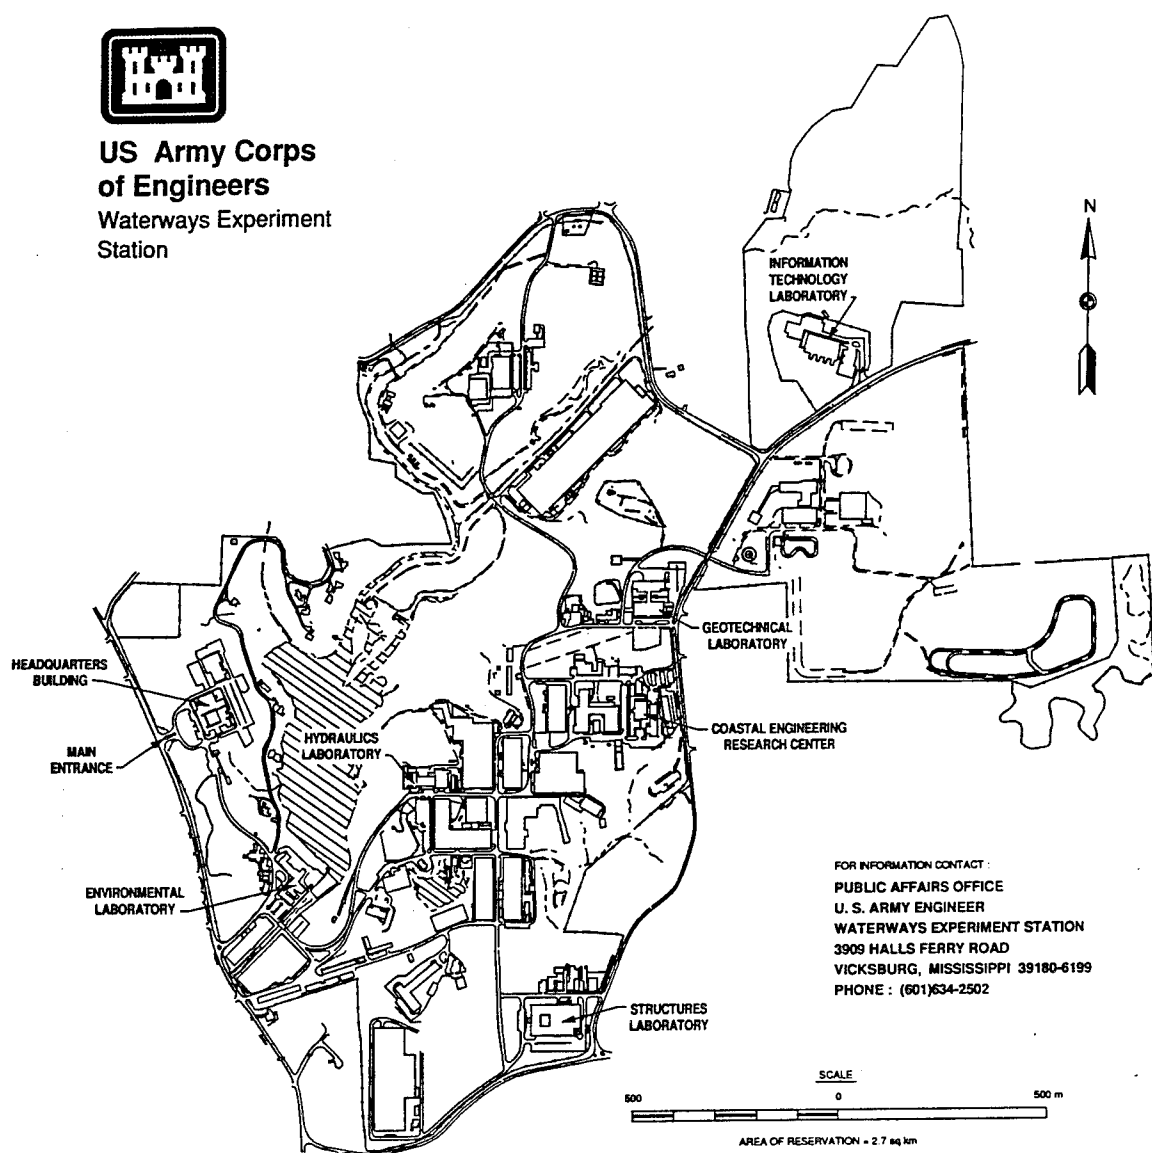 US Army Corps
of Engineers
Waterways Experiment
Station
N
INFORMATION
TECHNOLOGY
LABORATORY
GEOTECHNICAL
LABORATORY
HEADQUARTERS
BUILDING
COASTAL ENGINEERING
RESEARCH CENTER
HYDRAULICS
LABORATORY
MAIN
ENTRANCE
ENVIRONMENTAL
LABORATORY
STRUCTURES
LABORATORY
FOR INFORMATION CONTACT :
PUBLIC AFFAIRS OFFICE
U. S. ARMY ENGINEER
WATERWAYS EXPERIMENT STATION
3909 HALLS FERRY ROAD
VICKSBURG, MISSISSIPPI 39180-6199
PHONE : (601)634-2502
SCALE
500 0 500 m
AREA OF RESERVATION = 2.7 sq km